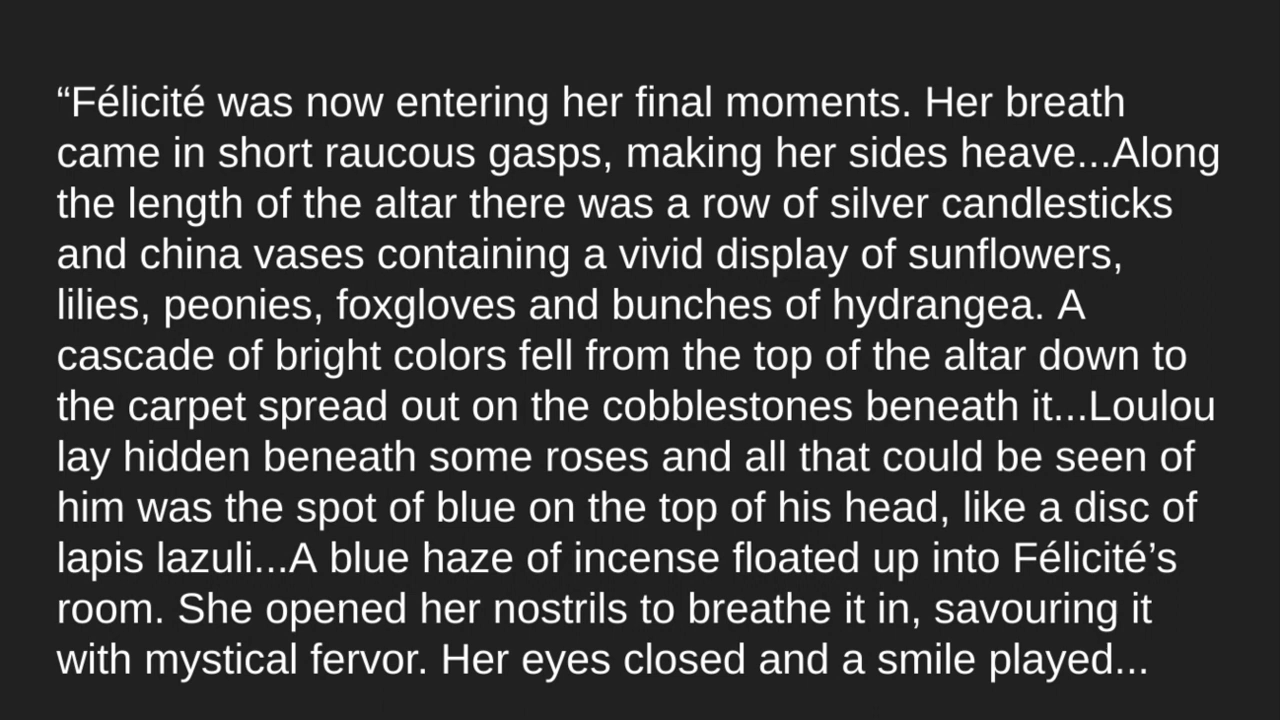 “Félicité was now entering her final moments. Her breath
came in short raucous gasps, making her sides heave...Along
the length of the altar there was a row of silver candlesticks
and china vases containing a vivid display of sunflowers,
lilies, peonies, foxgloves and bunches of hydrangea. A
cascade of bright colors fell from the top of the altar down to
the carpet spread out on the cobblestones beneath it...Loulou
lay hidden beneath some roses and all that could be seen of
him was the spot of blue on the top of his head, like a disc of
lapis lazuli...A blue haze of incense floated up into Félicité’s
room. She opened her nostrils to breathe it in, savouring it
with mystical fervor. Her eyes closed and a smile played...